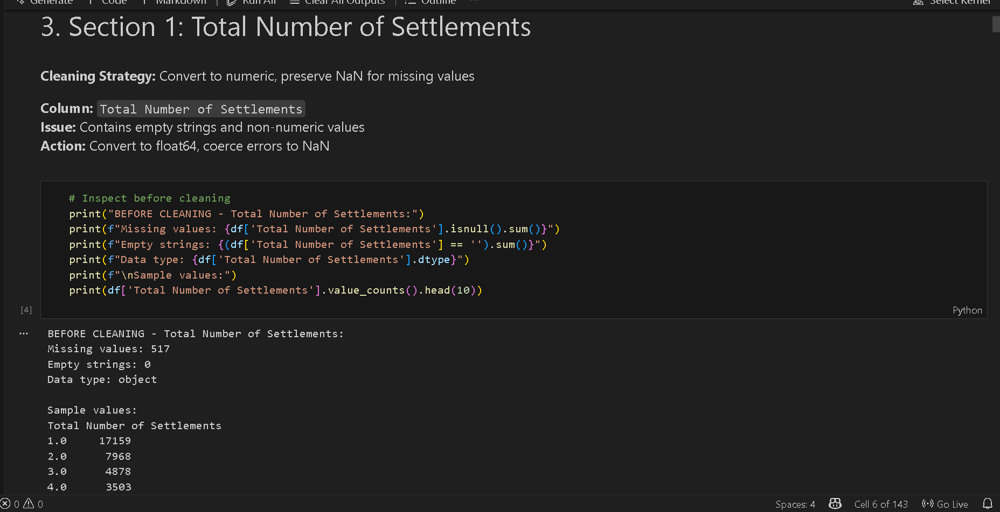 Generate
Code
Markdown
Run All
Clear All Outputs
Outline
...
Select Kernel
3. Section 1: Total Number of Settlements
Cleaning Strategy: Convert to numeric, preserve NaN for missing values
Column: Total Number of Settlements
Issue: Contains empty strings and non-numeric values
Action: Convert to float64, coerce errors to NaN
# Inspect before cleaning
print("BEFORE CLEANING - Total Number of Settlements:")
print(f"Missing values: {df['Total Number of Settlements'].isnull().sum()}")
print(f"Empty strings: {(df['Total Number of Settlements'] == '').sum()}")
print(f"Data type: {df['Total Number of Settlements'].dtype}")
print(f"\nSample values:")
print(df['Total Number of Settlements'].value_counts().head(10))
[4]
Python
...
BEFORE CLEANING - Total Number of Settlements:
Missing values: 517
Empty strings: 0
Data type: object
Sample values:
Total Number of Settlements
1.0     17159
2.0      7968
3.0      4878
4.0      3503
0 0
Spaces: 4
Cell 6 of 143
Go Live